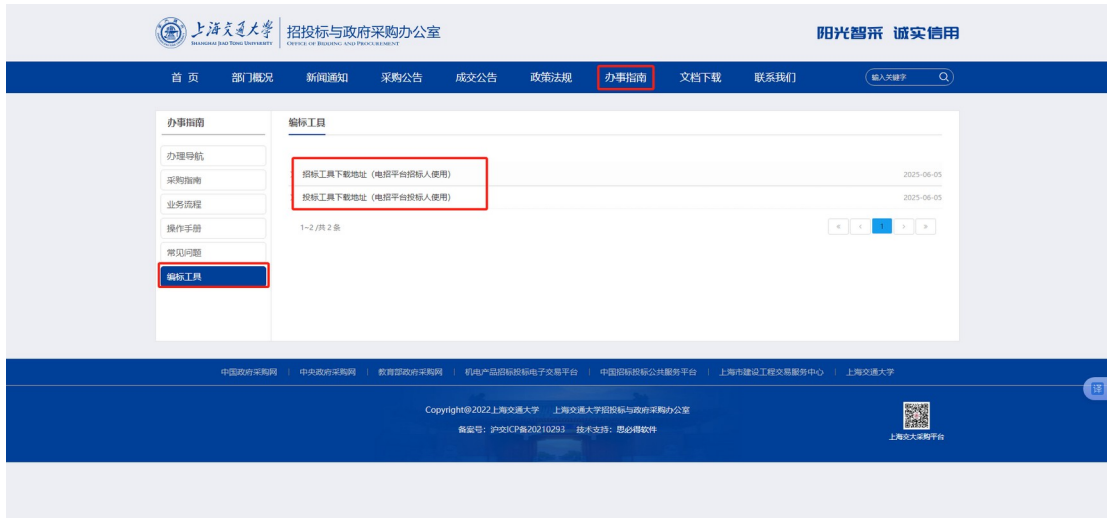 上海交通大学 招投标与政府采购办公室 阳光智采 诚实信用
SHANGHAI JIAO TONG UNIVERSITY OFFICE OF BIDDING AND PROCUREMENT
首 页 部门概况 新闻通知 采购公告 成交公告 政策法规 办事指南 文档下载 联系我们 输入关键字
办事指南 编标工具
办理导航
招标工具下载地址（电招平台招标人使用） 2025-06-05
采购指南
投标工具下载地址（电招平台投标人使用） 2025-06-05
业务流程
操作手册 1~2 /共 2 条 « ‹ 1 › »
常见问题
编标工具
中国政府采购网 | 中央政府采购网 | 教育部政府采购网 | 机电产品招标投标电子交易平台 | 中国招标投标公共服务平台 | 上海市建设工程交易服务中心 | 上海交通大学
译
Copyright@2022上海交通大学 上海交通大学招投标与政府采购办公室
备案号：沪交ICP备20210293 技术支持：思必得软件
上海交大采购平台